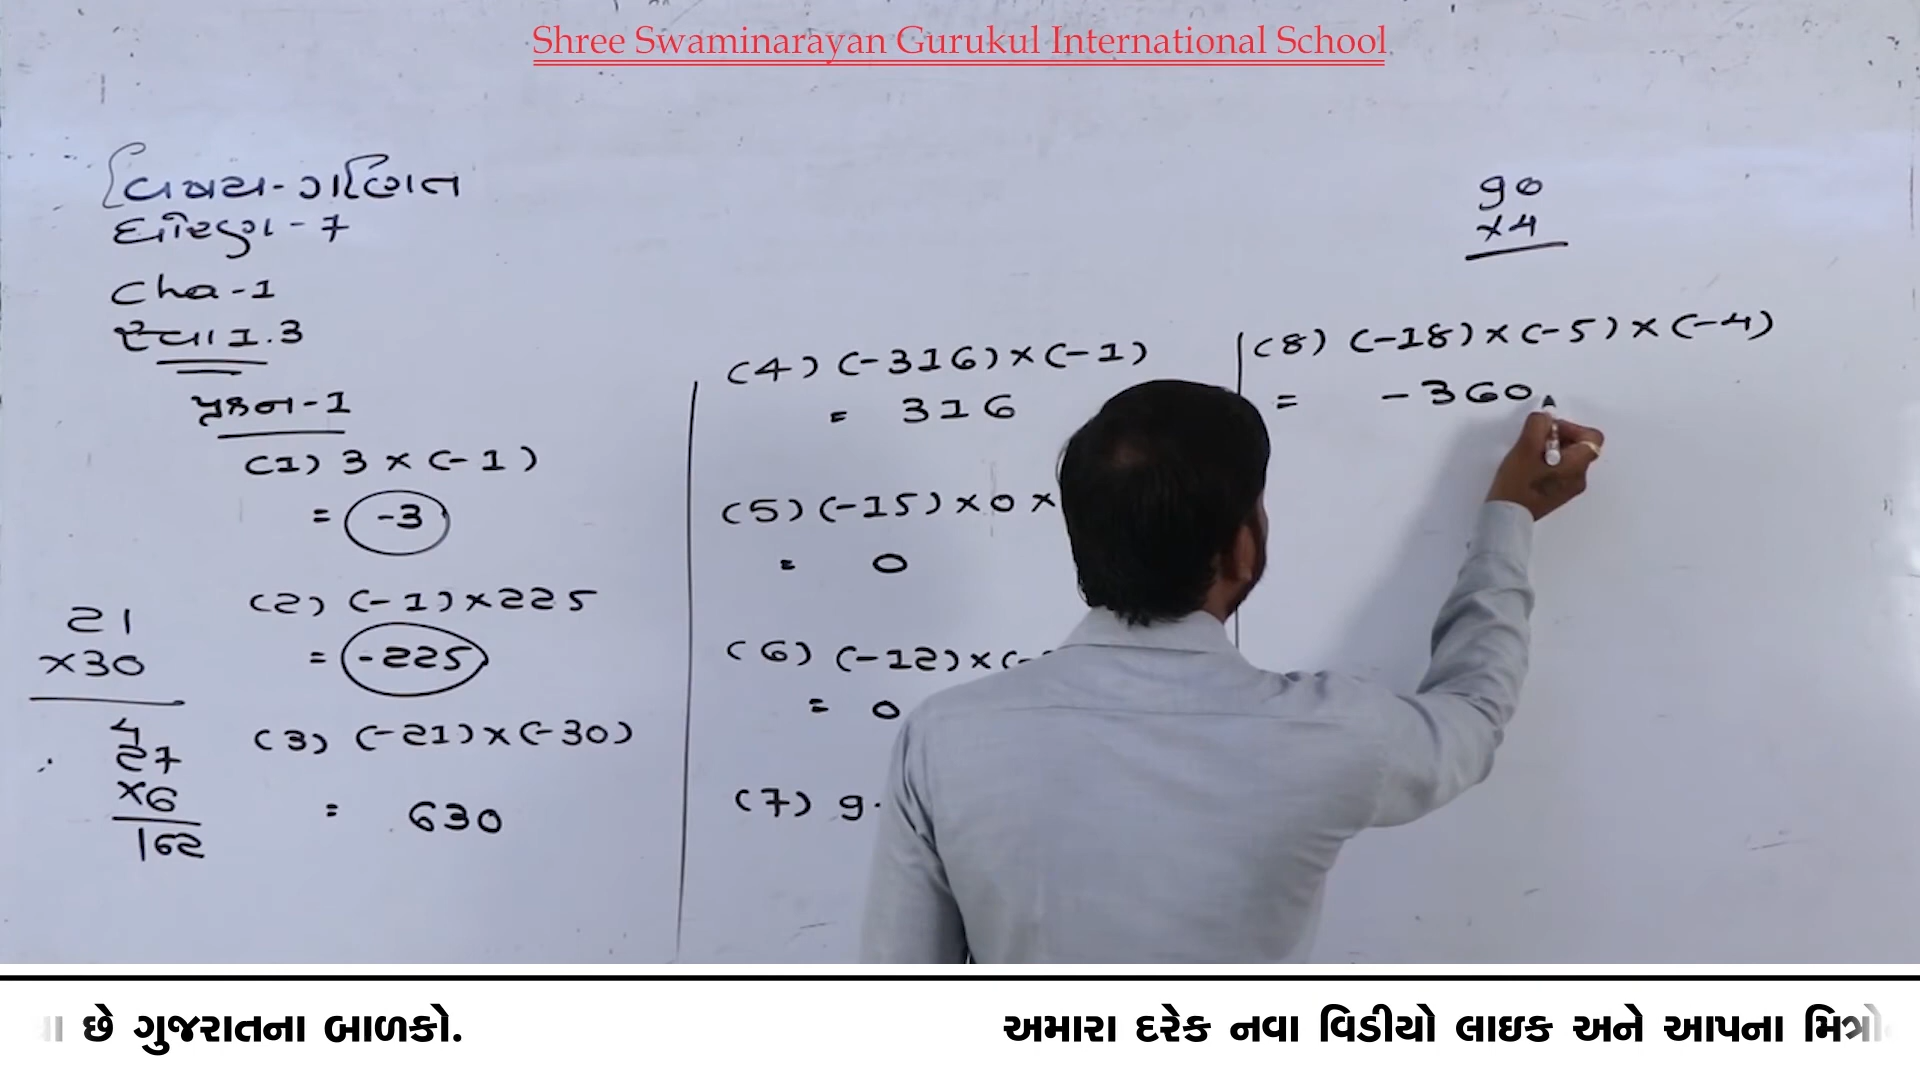 Shree Swaminarayan Gurukul International School
વિષય-ગણિત
ધોરણ-7
Cha-1
સ્વા 1.3
પ્રશ્ન-1
(1) 3 × (-1)
= -3
(2) (-1) × 225
= -225
(3) (-21) × (-30)
= 630
21
×30
4
27
×6
162
(4) (-316) × (-1)
= 316
(5) (-15) × 0 ×
= 0
(6) (-12) × (-
= 0
(7) 9
90
×4
(8) (-18) × (-5) × (-4)
= -360
છે ગુજરાતના બાળકો.
અમારા દરેક નવા વિડીયો લાઇક અને આપના